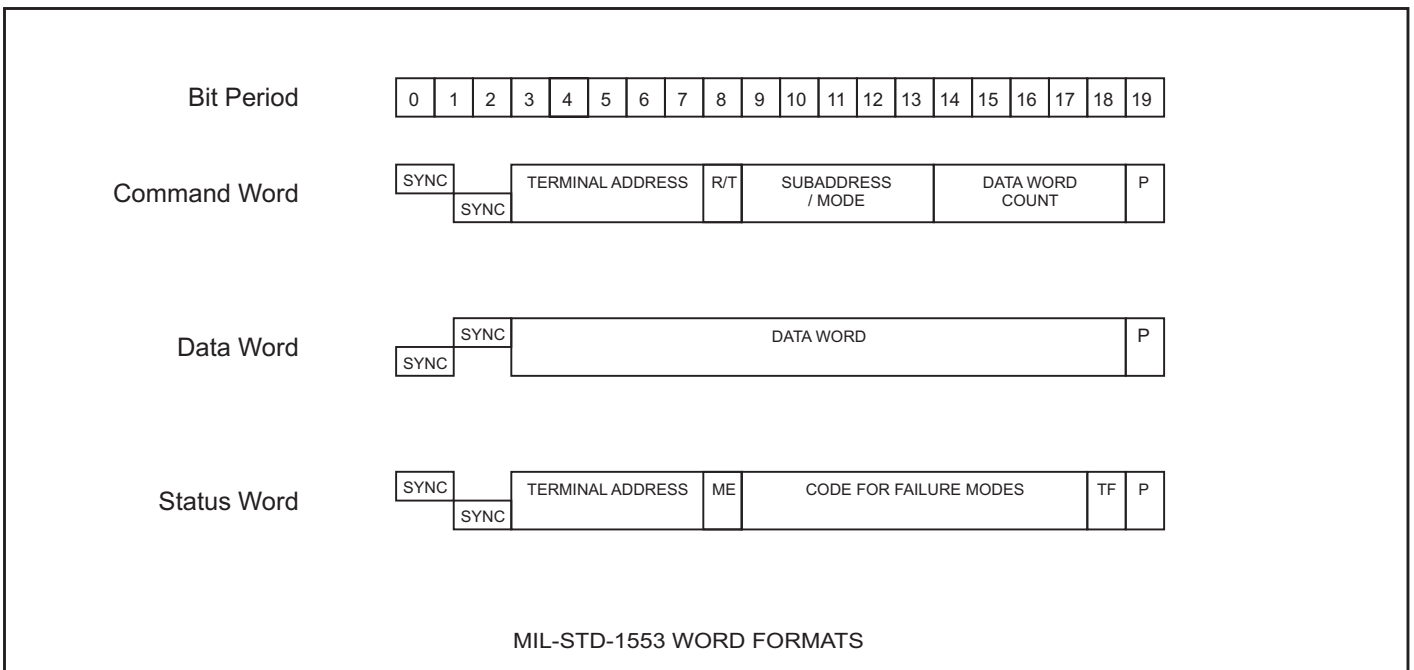 Bit Period 0 1 2 3 4 5 6 7 8 9 10 11 12 13 14 15 16 17 18 19
Command Word SYNC SYNC TERMINAL ADDRESS R/T SUBADDRESS / MODE DATA WORD COUNT P
Data Word SYNC SYNC DATA WORD P
Status Word SYNC SYNC TERMINAL ADDRESS ME CODE FOR FAILURE MODES TF P
MIL-STD-1553 WORD FORMATS